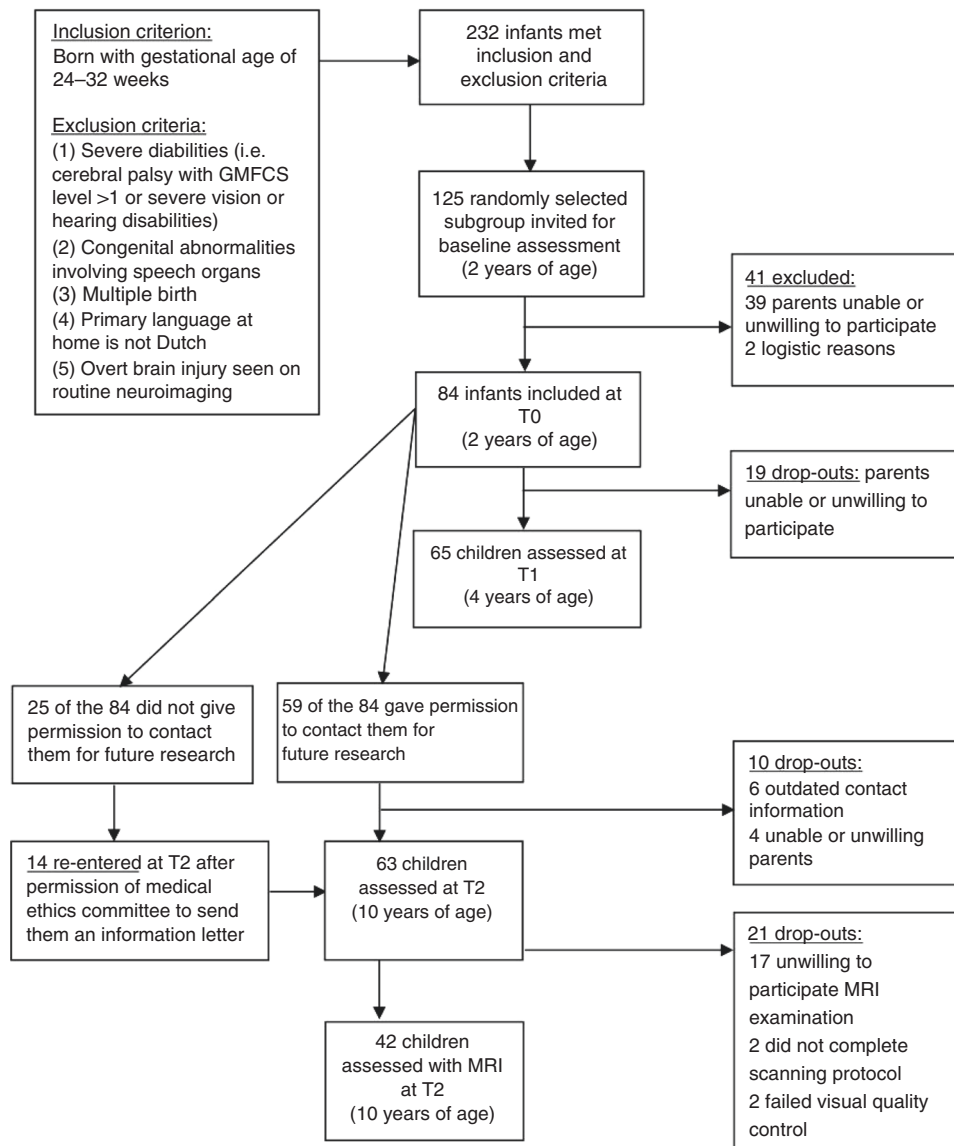 Inclusion criterion:
Born with gestational age of
24–32 weeks
Exclusion criteria:
(1) Severe diabilities (i.e.
cerebral palsy with GMFCS
level >1 or severe vision or
hearing disabilities)
(2) Congenital abnormalities
involving speech organs
(3) Multiple birth
(4) Primary language at
home is not Dutch
(5) Overt brain injury seen on
routine neuroimaging
232 infants met
inclusion and
exclusion criteria
125 randomly selected
subgroup invited for
baseline assessment
(2 years of age)
41 excluded:
39 parents unable or
unwilling to participate
2 logistic reasons
84 infants included at
T0
(2 years of age)
19 drop-outs: parents
unable or unwilling to
participate
65 children assessed at
T1
(4 years of age)
25 of the 84 did not give
permission to contact
them for future research
59 of the 84 gave permission
to contact them for
future research
10 drop-outs:
6 outdated contact
information
4 unable or unwilling
parents
14 re-entered at T2 after
permission of medical
ethics committee to send
them an information letter
63 children
assessed at T2
(10 years of age)
21 drop-outs:
17 unwilling to
participate MRI
examination
2 did not complete
scanning protocol
2 failed visual quality
control
42 children
assessed with MRI
at T2
(10 years of age)